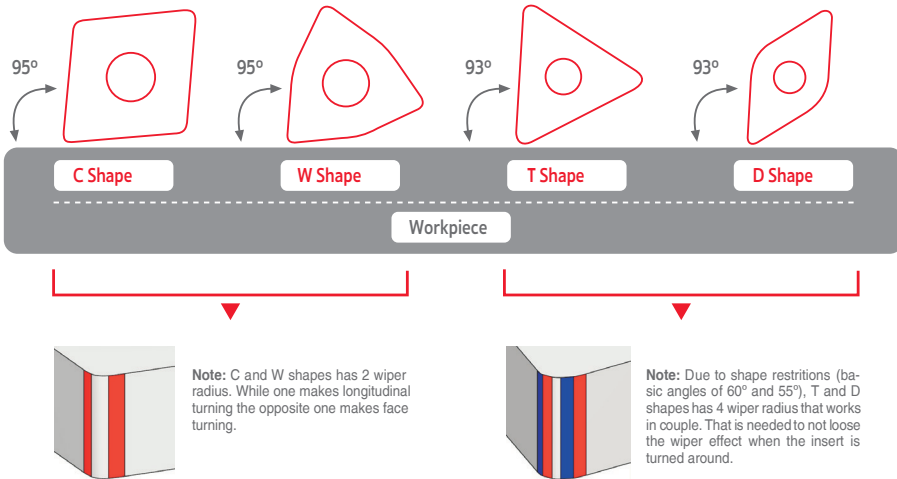 95º
95º
93º
93º
C Shape
W Shape
T Shape
D Shape
Workpiece
Note: C and W shapes has 2 wiper
radius. While one makes longitudinal
turning the opposite one makes face
turning.
Note: Due to shape restritions (ba-
sic angles of 60º and 55º), T and D
shapes has 4 wiper radius that works
in couple. That is needed to not loose
the wiper effect when the insert is
turned around.